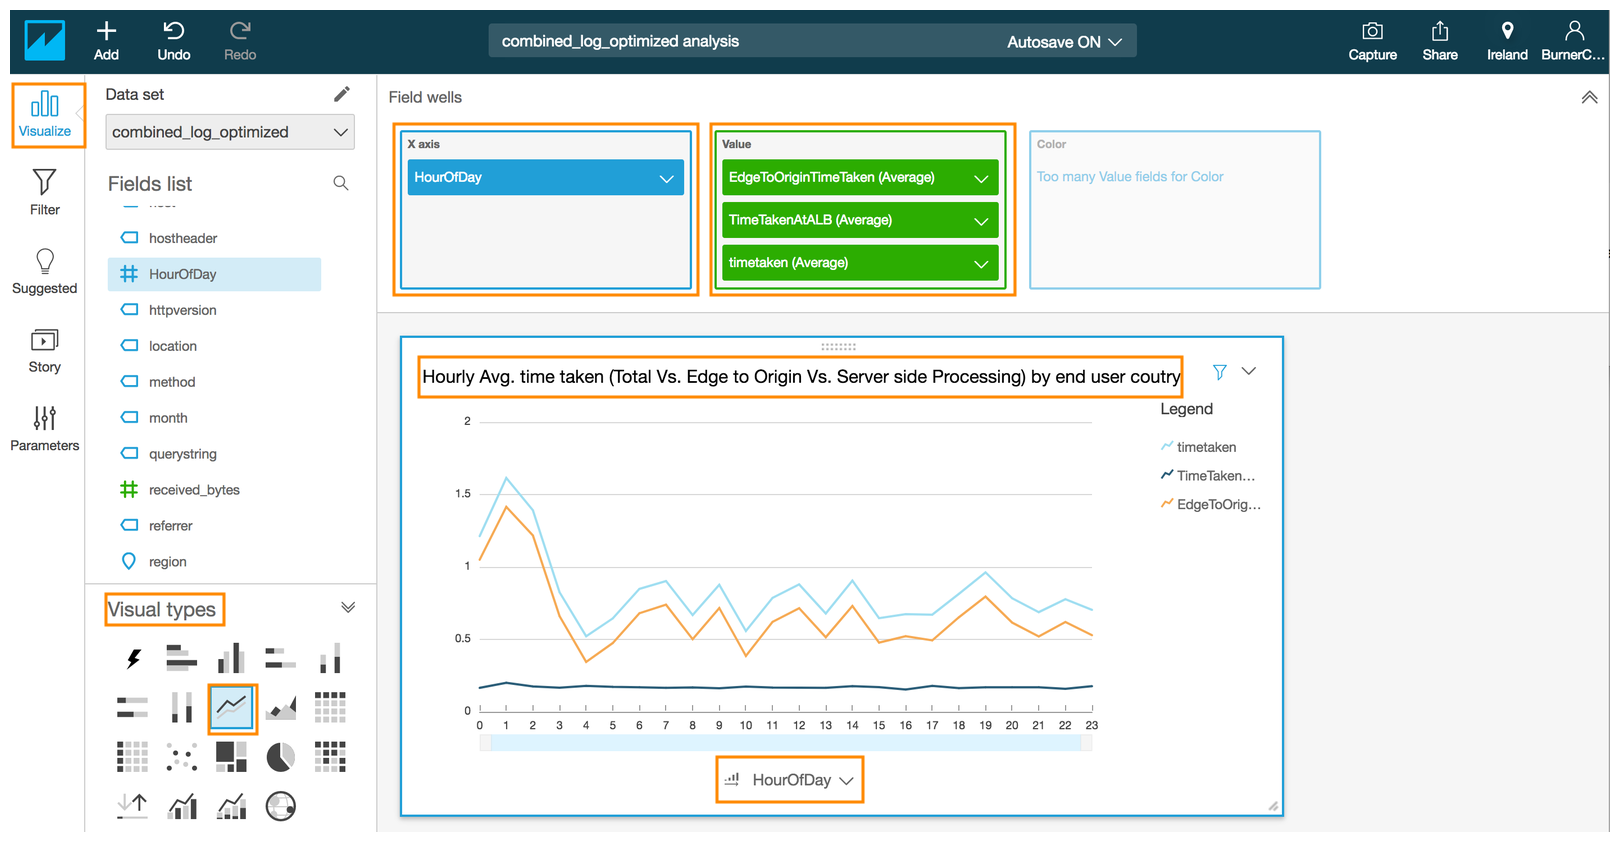 Add
Undo
Redo
combined_log_optimized analysis
Autosave ON
Capture
Share
Ireland
BurnerC...
Visualize
Filter
Suggested
Story
Parameters
Data set
combined_log_optimized
Fields list
hostheader
HourOfDay
httpversion
location
method
month
querystring
received_bytes
referrer
region
Visual types
Field wells
X axis
HourOfDay
Value
EdgeToOriginTimeTaken (Average)
TimeTakenAtALB (Average)
timetaken (Average)
Color
Too many Value fields for Color
Hourly Avg. time taken (Total Vs. Edge to Origin Vs. Server side Processing) by end user coutry
Legend
timetaken
TimeTaken...
EdgeToOrig...
2
1.5
1
0.5
0
0 1 2 3 4 5 6 7 8 9 10 11 12 13 14 15 16 17 18 19 20 21 22 23
HourOfDay